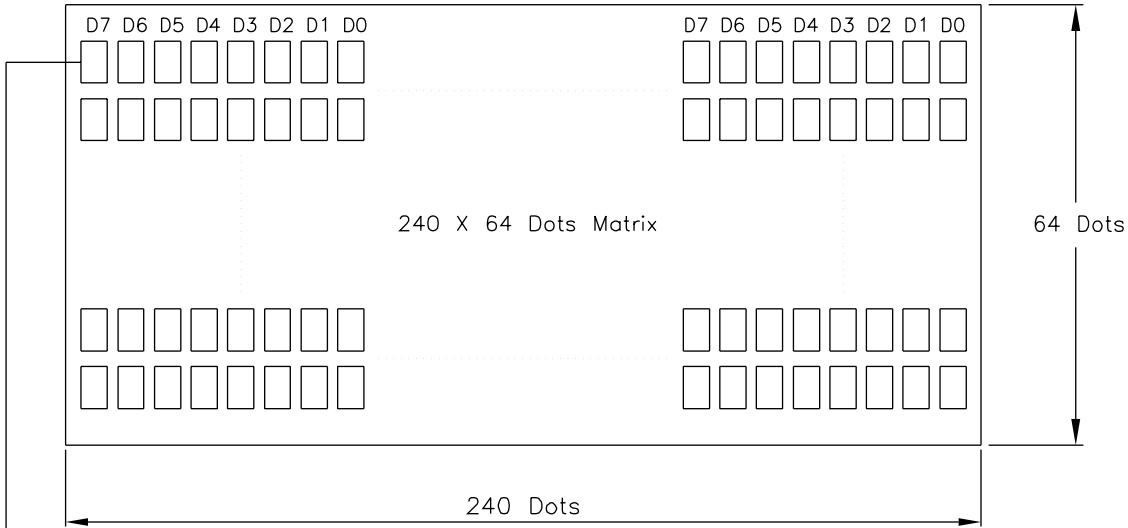 D7 D6 D5 D4 D3 D2 D1 D0 D7 D6 D5 D4 D3 D2 D1 D0
240 X 64 Dots Matrix
64 Dots
240 Dots